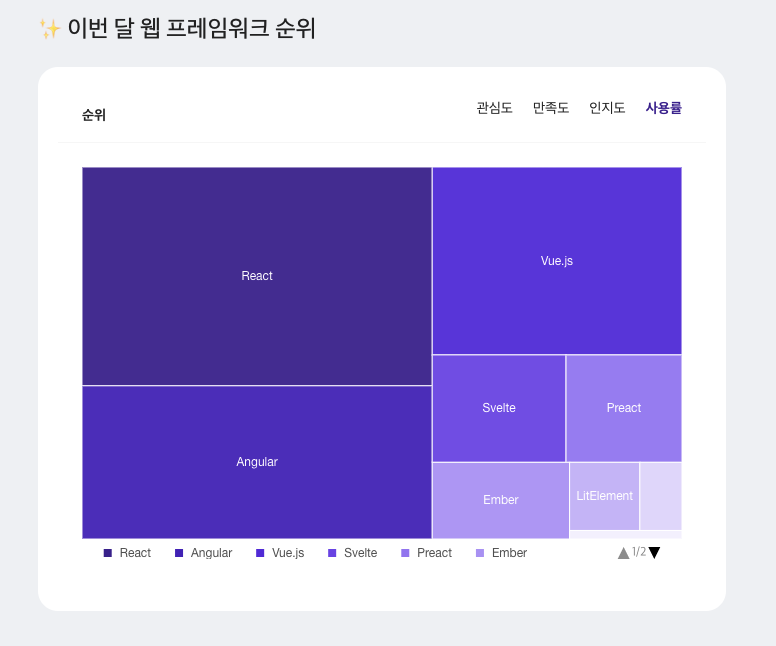 ✨ 이번 달 웹 프레임워크 순위
순위
관심도 만족도 인지도 사용률
React
Vue.js
Angular
Svelte
Preact
Ember
LitElement
React Angular Vue.js Svelte Preact Ember
▲ 1/2 ▼